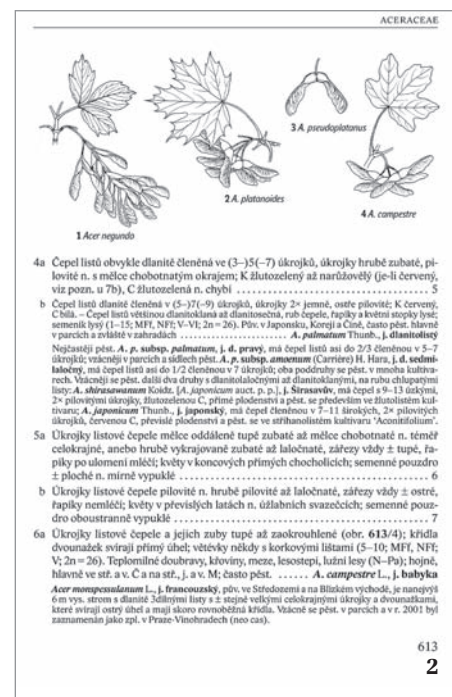 ACERACEAE
3 A. pseudoplatanus
2 A. platanoides
4 A. campestre
1 Acer negundo
4a Čepel listů obvykle dlanitě členěná ve (3–)5(–7) úkrojků, úkrojky hrubě zubaté, pi-
lovité n. s mělce chobotnatým okrajem; K žlutozelený až narůžovělý (je-li červený,
viz pozn. u 7b), C žlutozelená n. chybí ........ 5
b Čepel listů dlanitě členěná v (5–)7(–9) úkrojků, úkrojky 2× jemně, ostře pilovité; K červený,
C bílá. – Čepel listů většinou dlanitoklaná až dlanitosečná, rub čepele, řapíky a květní stopky lysé;
semeník lysý (1–15; MFf, NFf; V–VI; 2n = 26). Pův. v Japonsku, Koreji a Číně, často pěst. hlavně
v parcích a zvláště v zahradách ........ A. palmatum Thunb., j. dlanitolistý
Nejčastěji pěst. A. p. subsp. palmatum, j. d. pravý, má čepel listů asi do 2/3 členěnou v 5–7
úkrojků; vzácněji v parcích a sídlech pěst. A. p. subsp. amoenum (Carrière) H. Hara, j. d. sedmi-
laločný, má čepel listů asi do 1/2 členěnou v 7 úkrojků; oba poddruhy se pěst. v mnoha kultiva-
rech. Vzácněji se pěst. další dva druhy s dlanitolaločnými až dlanitoklanými, na rubu chlupatými
listy: A. shirasawanum Koidz. [A. japonicum auct. p. p.], j. Širasavův, má čepel s 9–13 úzkými,
2× pilovitými úkrojky, žlutozelenou C, přímé plodenství a pěst. se především ve žlutolistém kul-
tivaru; A. japonicum Thunb., j. japonský, má čepel členěnou v 7–11 širokých, 2× pilovitých
úkrojků, červenou C, převislé plodenství a pěst. se v stříhanolistém kultivaru 'Aconitifolium'.
5a Úkrojky listové čepele mělce oddáleně tupě zubaté až mělce chobotnaté n. téměř
celokrajné, anebo hrubě vykrajovaně zubaté až laločnaté, zářezy vždy ± tupé, řa-
píky po ulomení mléčí; květy v koncových přímých chocholících; semenné pouzdro
± ploché n. mírně vypuklé ........ 6
b Úkrojky listové čepele pilovité n. hrubě pilovité až laločnaté, zářezy vždy ± ostré,
řapíky nemléčí; květy v převislých latách n. úžlabních svazečcích; semenné pouz-
dro oboustranně vypuklé ........ 7
6a Úkrojky listové čepele a jejich zuby tupé až zaokrouhlené (obr. 613/4); křídla
dvounažek svírají přímý úhel; větévky někdy s korkovými lištami (5–10; MFf, NFf;
V; 2n = 26). Teplomilné doubravy, křoviny, meze, lesostepi, lužní lesy (N–Pa); hojně,
hlavně ve stř. a v. Č a na stř., j. a v. M; často pěst. ...... A. campestre L., j. babyka
Acer monspessulanum L., j. francouzský, pův. ve Středozemí a na Blízkém východě, je nanejvýš
6 m vys. strom s dlanitě 3dílnými listy s ± stejně velkými celokrajnými úkrojky a dvounažkami,
které svírají ostrý úhel a mají skoro rovnoběžná křídla. Vzácně se pěst. v parcích a v r. 2001 byl
zaznamenán jako zpl. v Praze-Vinohradech (neo cas).
613
2